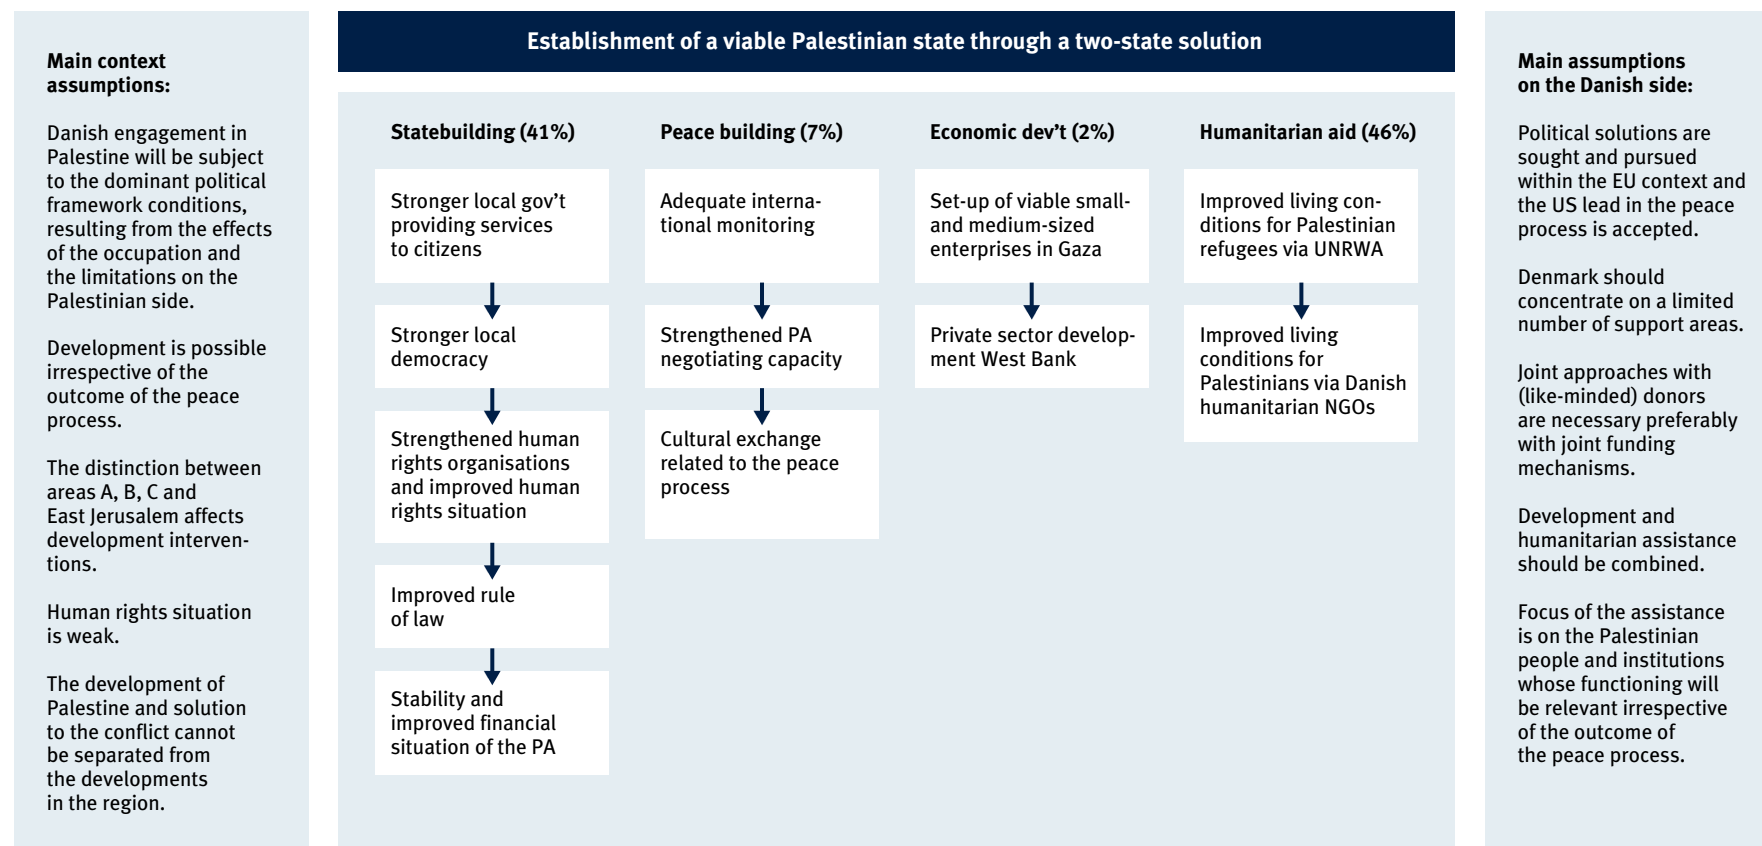 Main context
assumptions:
Danish engagement in
Palestine will be subject
to the dominant political
framework conditions,
resulting from the effects
of the occupation and
the limitations on the
Palestinian side.
Development is possible
irrespective of the
outcome of the peace
process.
The distinction between
areas A, B, C and
East Jerusalem affects
development interven-
tions.
Human rights situation
is weak.
The development of
Palestine and solution
to the conflict cannot
be separated from
the developments
in the region.
Establishment of a viable Palestinian state through a two-state solution
Statebuilding (41%)
Stronger local gov't
providing services
to citizens
Stronger local
democracy
Strengthened human
rights organisations
and improved human
rights situation
Improved rule
of law
Stability and
improved financial
situation of the PA
Peace building (7%)
Adequate interna-
tional monitoring
Strengthened PA
negotiating capacity
Cultural exchange
related to the peace
process
Economic dev't (2%)
Set-up of viable small-
and medium-sized
enterprises in Gaza
Private sector develop-
ment West Bank
Humanitarian aid (46%)
Improved living con-
ditions for Palestinian
refugees via UNRWA
Improved living
conditions for
Palestinians via Danish
humanitarian NGOs
Main assumptions
on the Danish side:
Political solutions are
sought and pursued
within the EU context and
the US lead in the peace
process is accepted.
Denmark should
concentrate on a limited
number of support areas.
Joint approaches with
(like-minded) donors
are necessary preferably
with joint funding
mechanisms.
Development and
humanitarian assistance
should be combined.
Focus of the assistance
is on the Palestinian
people and institutions
whose functioning will
be relevant irrespective
of the outcome of
the peace process.